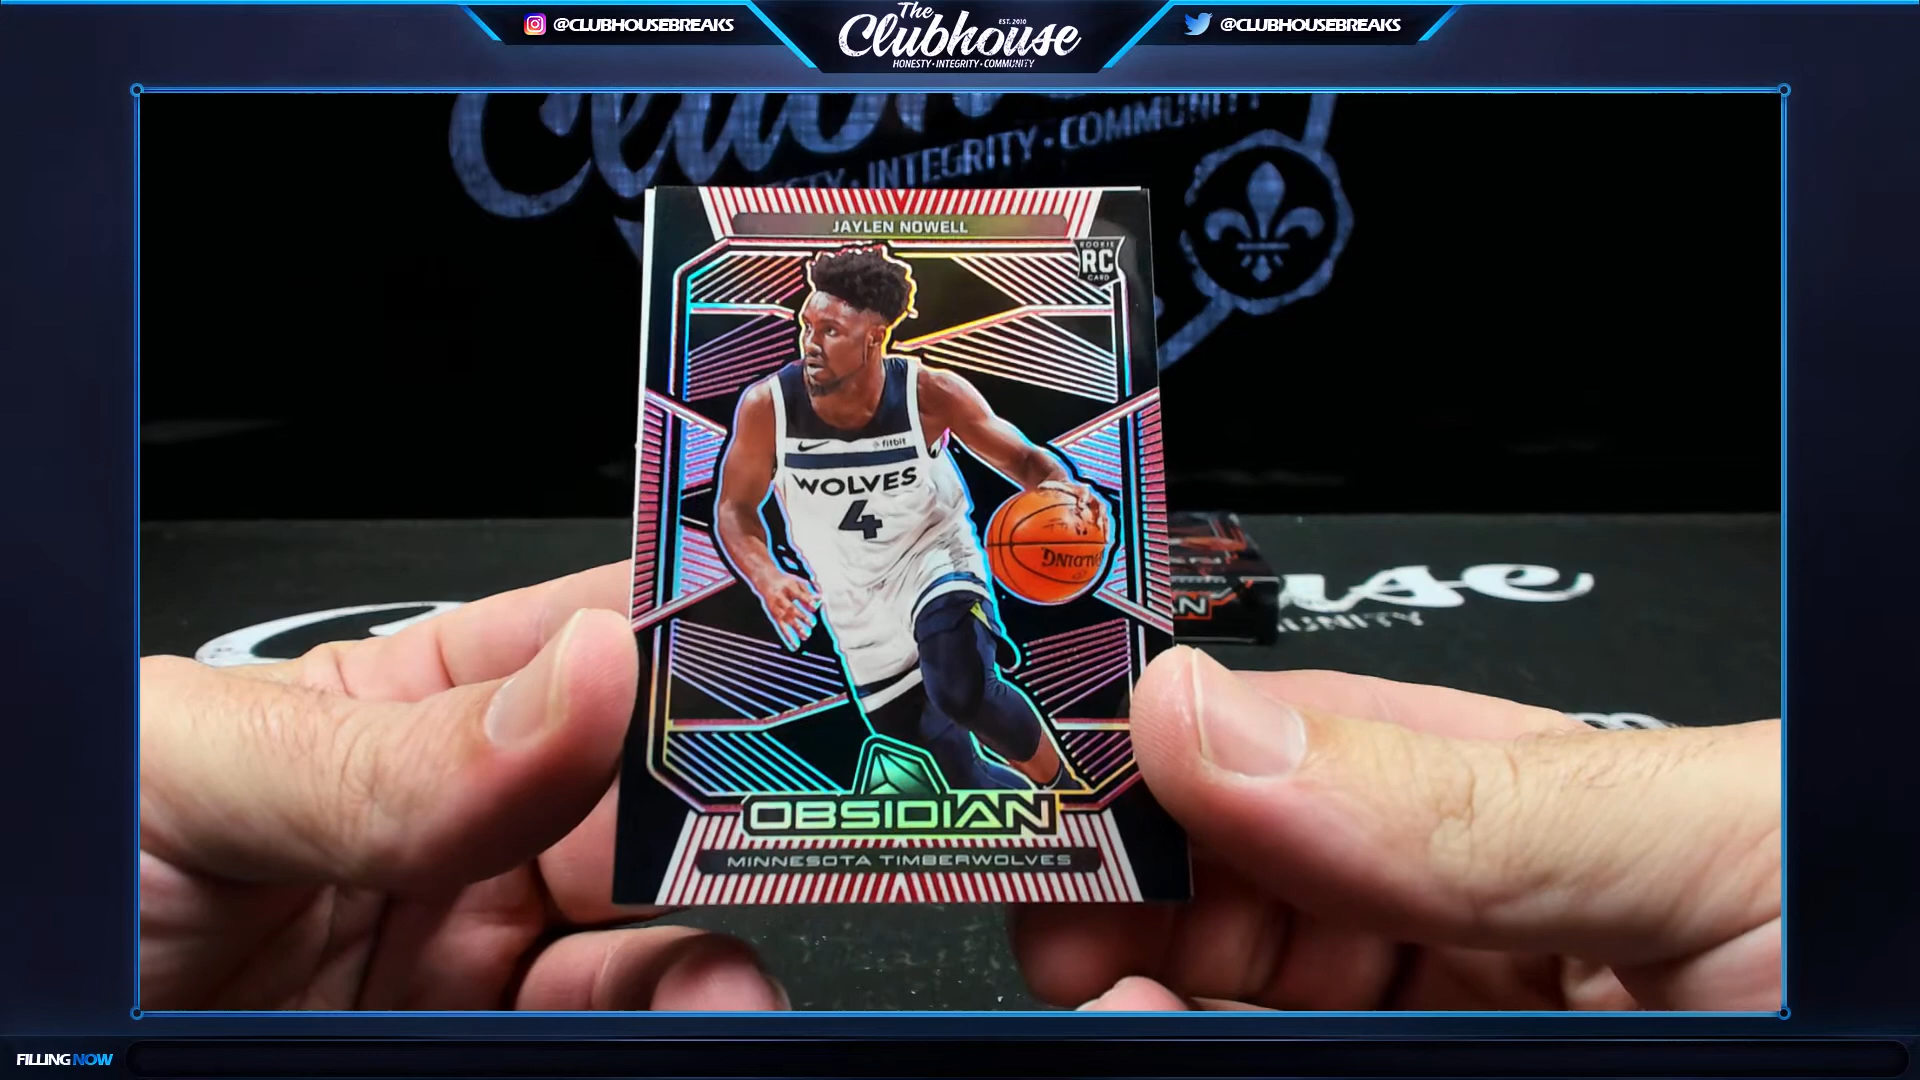 @CLUBHOUSEBREAKS
The
Clubhouse
EST. 2010
HONESTY • INTEGRITY • COMMUNITY
@CLUBHOUSEBREAKS
INTEGRITY • COMMUNITY
JAYLEN NOWELL
ROOKIE
RC
CARD
fitbit
WOLVES
4
SPALDING
OBSIDIAN
MINNESOTA TIMBERWOLVES
FILLING NOW